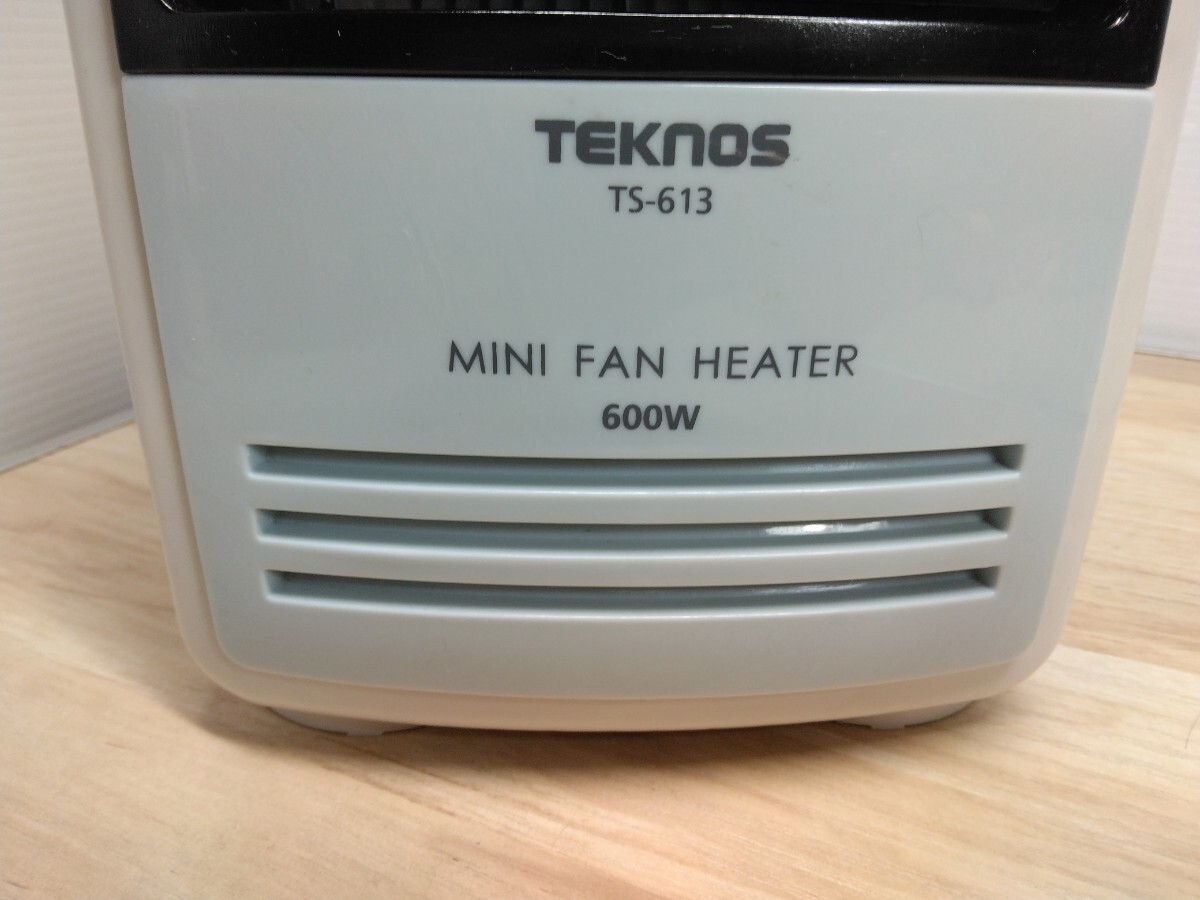 TEKNOS
TS-613
MINI FAN HEATER
600W